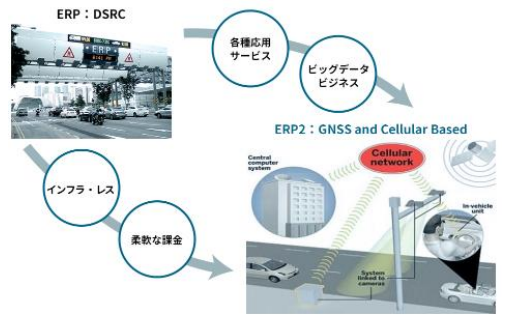 ERP：DSRC
E R P
各種応用
サービス
ビッグデータ
ビジネス
ERP2：GNSS and Cellular Based
インフラ・レス
柔軟な課金
Central
computer
system
Cellular
network
In-vehicle
unit
System
linked to
cameras